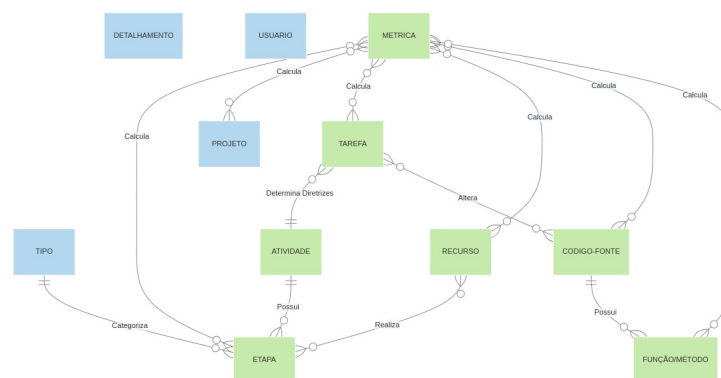 DETALHAMENTO
USUARIO
METRICA
Calcula
Calcula
Calcula
Calcula
Calcula
Calcula
PROJETO
TAREFA
Determina Diretrizes
Altera
TIPO
ATIVIDADE
RECURSO
CODIGO-FONTE
Possui
Possui
Categoriza
Realiza
ETAPA
FUNÇÃO/MÉTODO